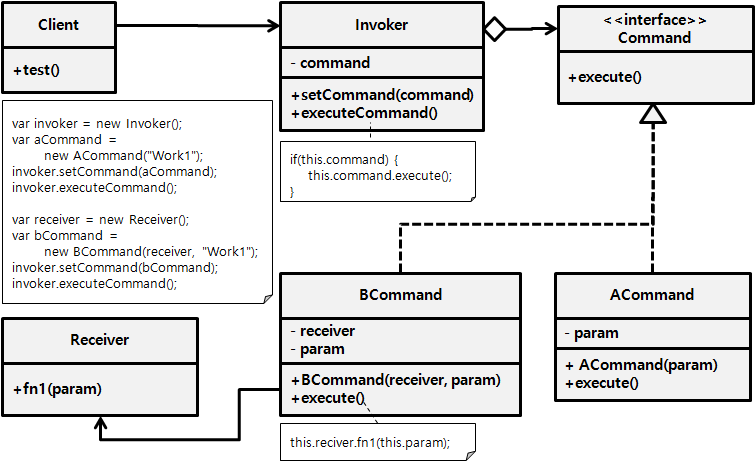 Client
+test()
Invoker
- command
+setCommand(command)
+executeCommand()
<<interface>>
Command
+execute()
var invoker = new Invoker();
var aCommand =
new ACommand("Work1");
invoker.setCommand(aCommand);
invoker.executeCommand();
var receiver = new Receiver();
var bCommand =
new BCommand(receiver, "Work1");
invoker.setCommand(bCommand);
invoker.executeCommand();
if(this.command) {
this.command.execute();
}
Receiver
+fn1(param)
BCommand
- receiver
- param
+BCommand(receiver, param)
+execute()
ACommand
- param
+ ACommand(param)
+execute()
this.reciver.fn1(this.param);